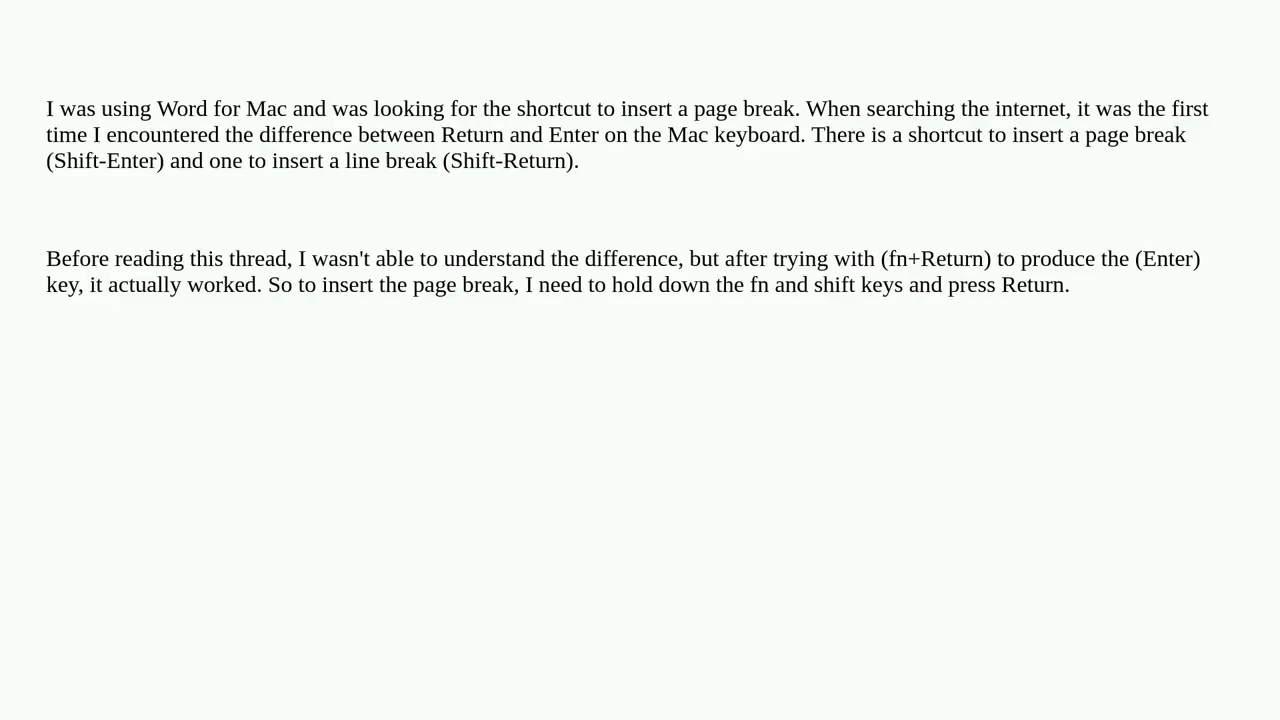 I was using Word for Mac and was looking for the shortcut to insert a page break. When searching the internet, it was the first
time I encountered the difference between Return and Enter on the Mac keyboard. There is a shortcut to insert a page break
(Shift-Enter) and one to insert a line break (Shift-Return).
Before reading this thread, I wasn't able to understand the difference, but after trying with (fn+Return) to produce the (Enter)
key, it actually worked. So to insert the page break, I need to hold down the fn and shift keys and press Return.